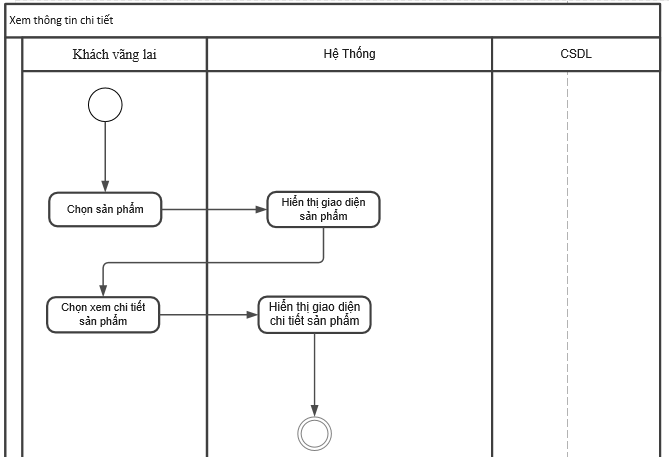 Xem thông tin chi tiết
Khách vãng lai
Hệ Thống
CSDL
Chọn sản phẩm
Hiển thị giao diện
sản phẩm
Chọn xem chi tiết
sản phẩm
Hiển thị giao diện
chi tiết sản phẩm